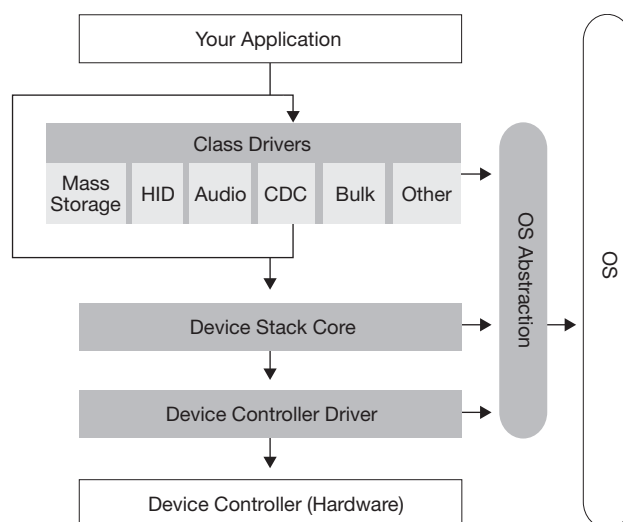 Your Application
Class Drivers
Mass
Storage
HID
Audio
CDC
Bulk
Other
Device Stack Core
Device Controller Driver
Device Controller (Hardware)
OS Abstraction
OS